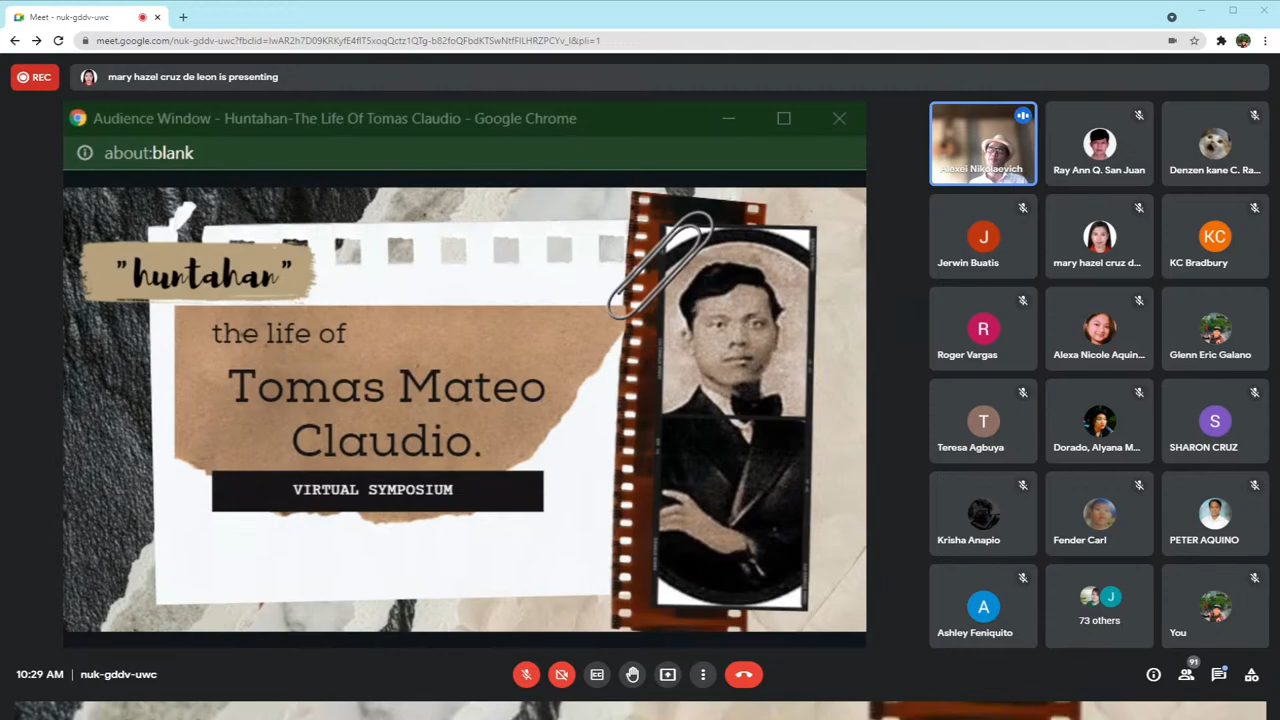 Meet - nuk-gddv-uwc
meet.google.com/nuk-gddv-uwc?fbclid=IwAR2h7D09KRKyfE4flT5xoqQctz1QTg-b82foQFbdKTSwNtfFILHRZPCYv_I&pli=1
REC
mary hazel cruz de leon is presenting
Audience Window - Huntahan-The Life Of Tomas Claudio - Google Chrome
about:blank
"huntahan"
the life of
Tomas Mateo
Claudio.
VIRTUAL SYMPOSIUM
Alexei Nikolaevich
Ray Ann Q. San Juan
Denzen kane C. Ra...
J
Jerwin Buatis
mary hazel cruz d...
KC
KC Bradbury
R
Roger Vargas
Alexa Nicole Aquin...
Glenn Eric Galano
T
Teresa Agbuya
Dorado, Alyana M...
S
SHARON CRUZ
Krisha Anapio
Fender Carl
PETER AQUINO
A
Ashley Feniquito
J
73 others
You
10:29 AM
nuk-gddv-uwc
91